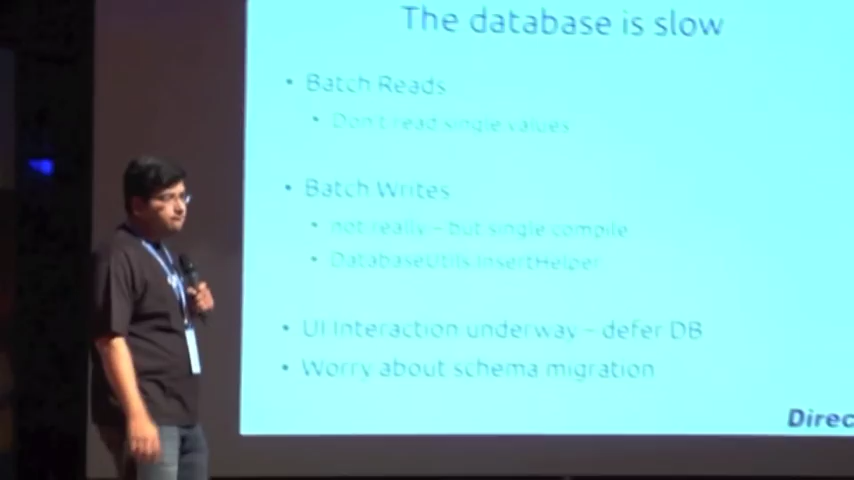 The database is slow
• Batch Reads
• Don't read single values
• Batch Writes
• not really – but single compile
• DatabaseUtils InsertHelper
• UI Interaction underway – defer DB
• Worry about schema migration
Direc